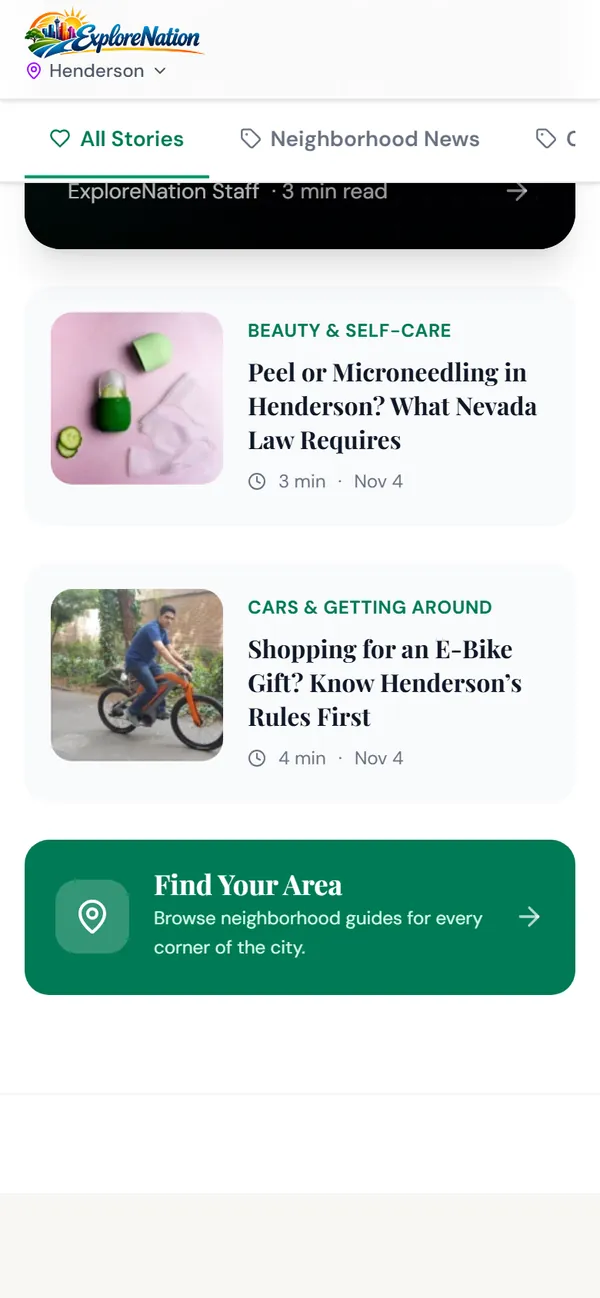 ExploreNation
Henderson
All Stories
Neighborhood News
ExploreNation Staff · 3 min read
BEAUTY & SELF-CARE
Peel or Microneedling in
Henderson? What Nevada
Law Requires
3 min · Nov 4
CARS & GETTING AROUND
Shopping for an E-Bike
Gift? Know Henderson’s
Rules First
4 min · Nov 4
Find Your Area
Browse neighborhood guides for every
corner of the city.